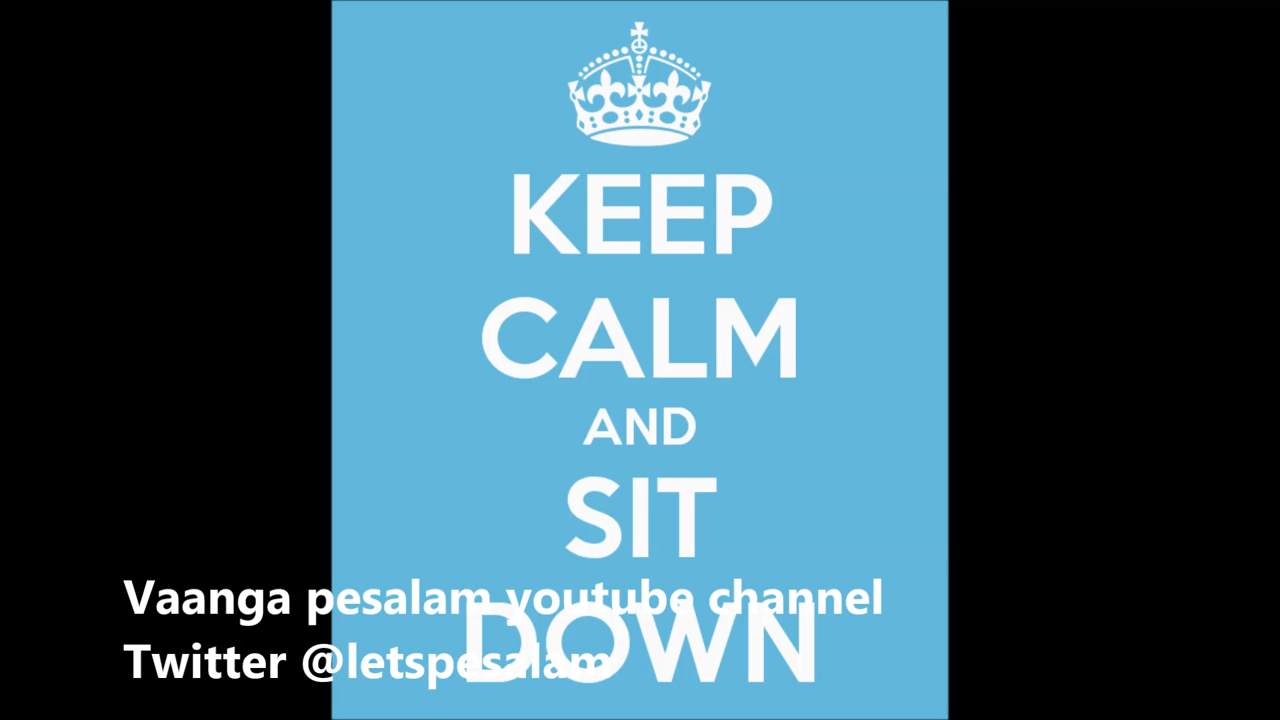 KEEP
CALM
AND
SIT
DOWN
Vaanga pesalam youtube channel
Twitter @letspesalam